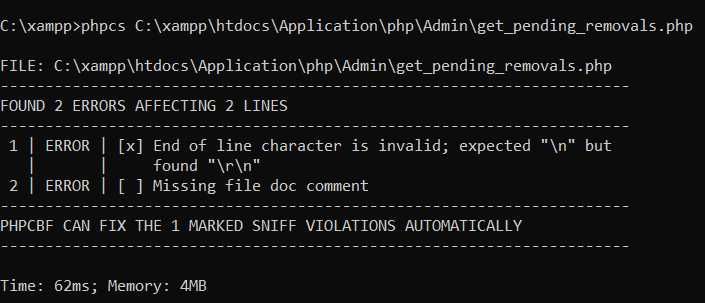 C:\xampp>phpcs C:\xampp\htdocs\Application\php\Admin\get_pending_removals.php
FILE: C:\xampp\htdocs\Application\php\Admin\get_pending_removals.php
----------------------------------------------------------------------
FOUND 2 ERRORS AFFECTING 2 LINES
----------------------------------------------------------------------
 1 | ERROR | [x] End of line character is invalid; expected "\n" but
   |       |     found "\r\n"
 2 | ERROR | [ ] Missing file doc comment
----------------------------------------------------------------------
PHPCBF CAN FIX THE 1 MARKED SNIFF VIOLATIONS AUTOMATICALLY
----------------------------------------------------------------------
Time: 62ms; Memory: 4MB